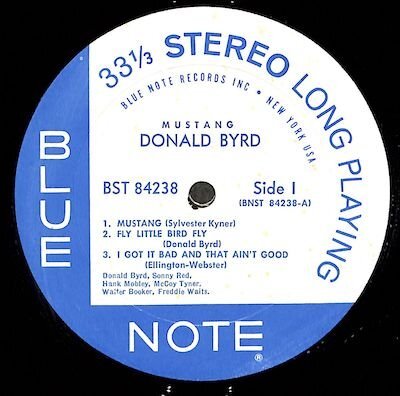 33⅓ STEREO LONG PLAYING
BLUE NOTE RECORDS INC • NEW YORK USA
MUSTANG
DONALD BYRD
BST 84238
Side 1
(BNST 84238-A)
1. MUSTANG (Sylvester Kyner)
2. FLY LITTLE BIRD FLY
(Donald Byrd)
3. I GOT IT BAD AND THAT AIN'T GOOD
(Ellington-Webster)
Donald Byrd, Sonny Red,
Hank Mobley, McCoy Tyner,
Walter Booker, Freddie Waits.
BLUE
NOTE ®